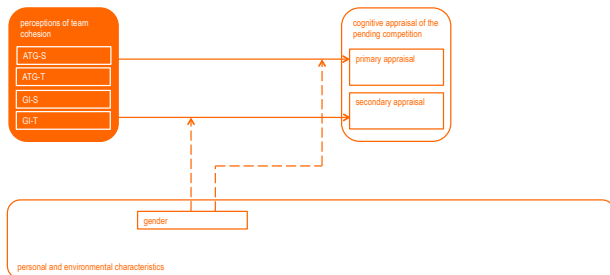 perceptions of team
cohesion
ATG-S
ATG-T
GI-S
GI-T
cognitive appraisal of the
pending competition
primary appraisal
secondary appraisal
gender
personal and environmental characteristics